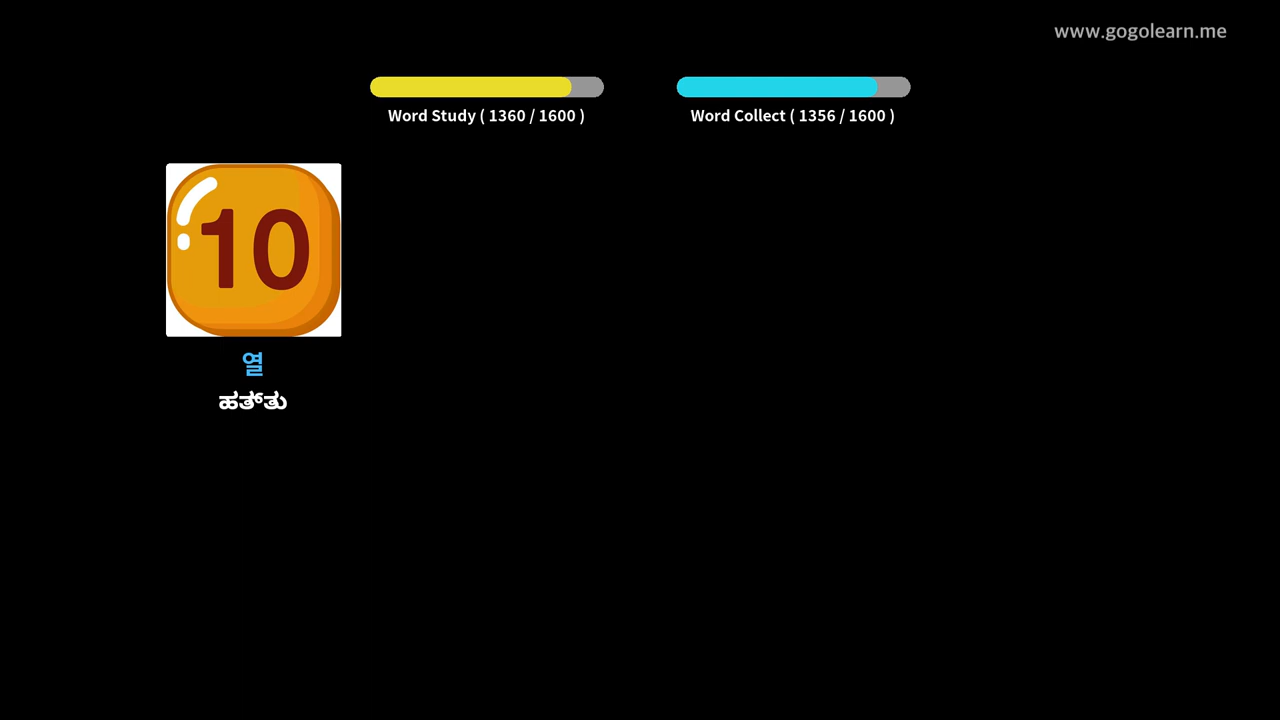 www.gogolearn.me
Word Study ( 1360 / 1600 )
Word Collect ( 1356 / 1600 )
10
열
ಹತ್ತು